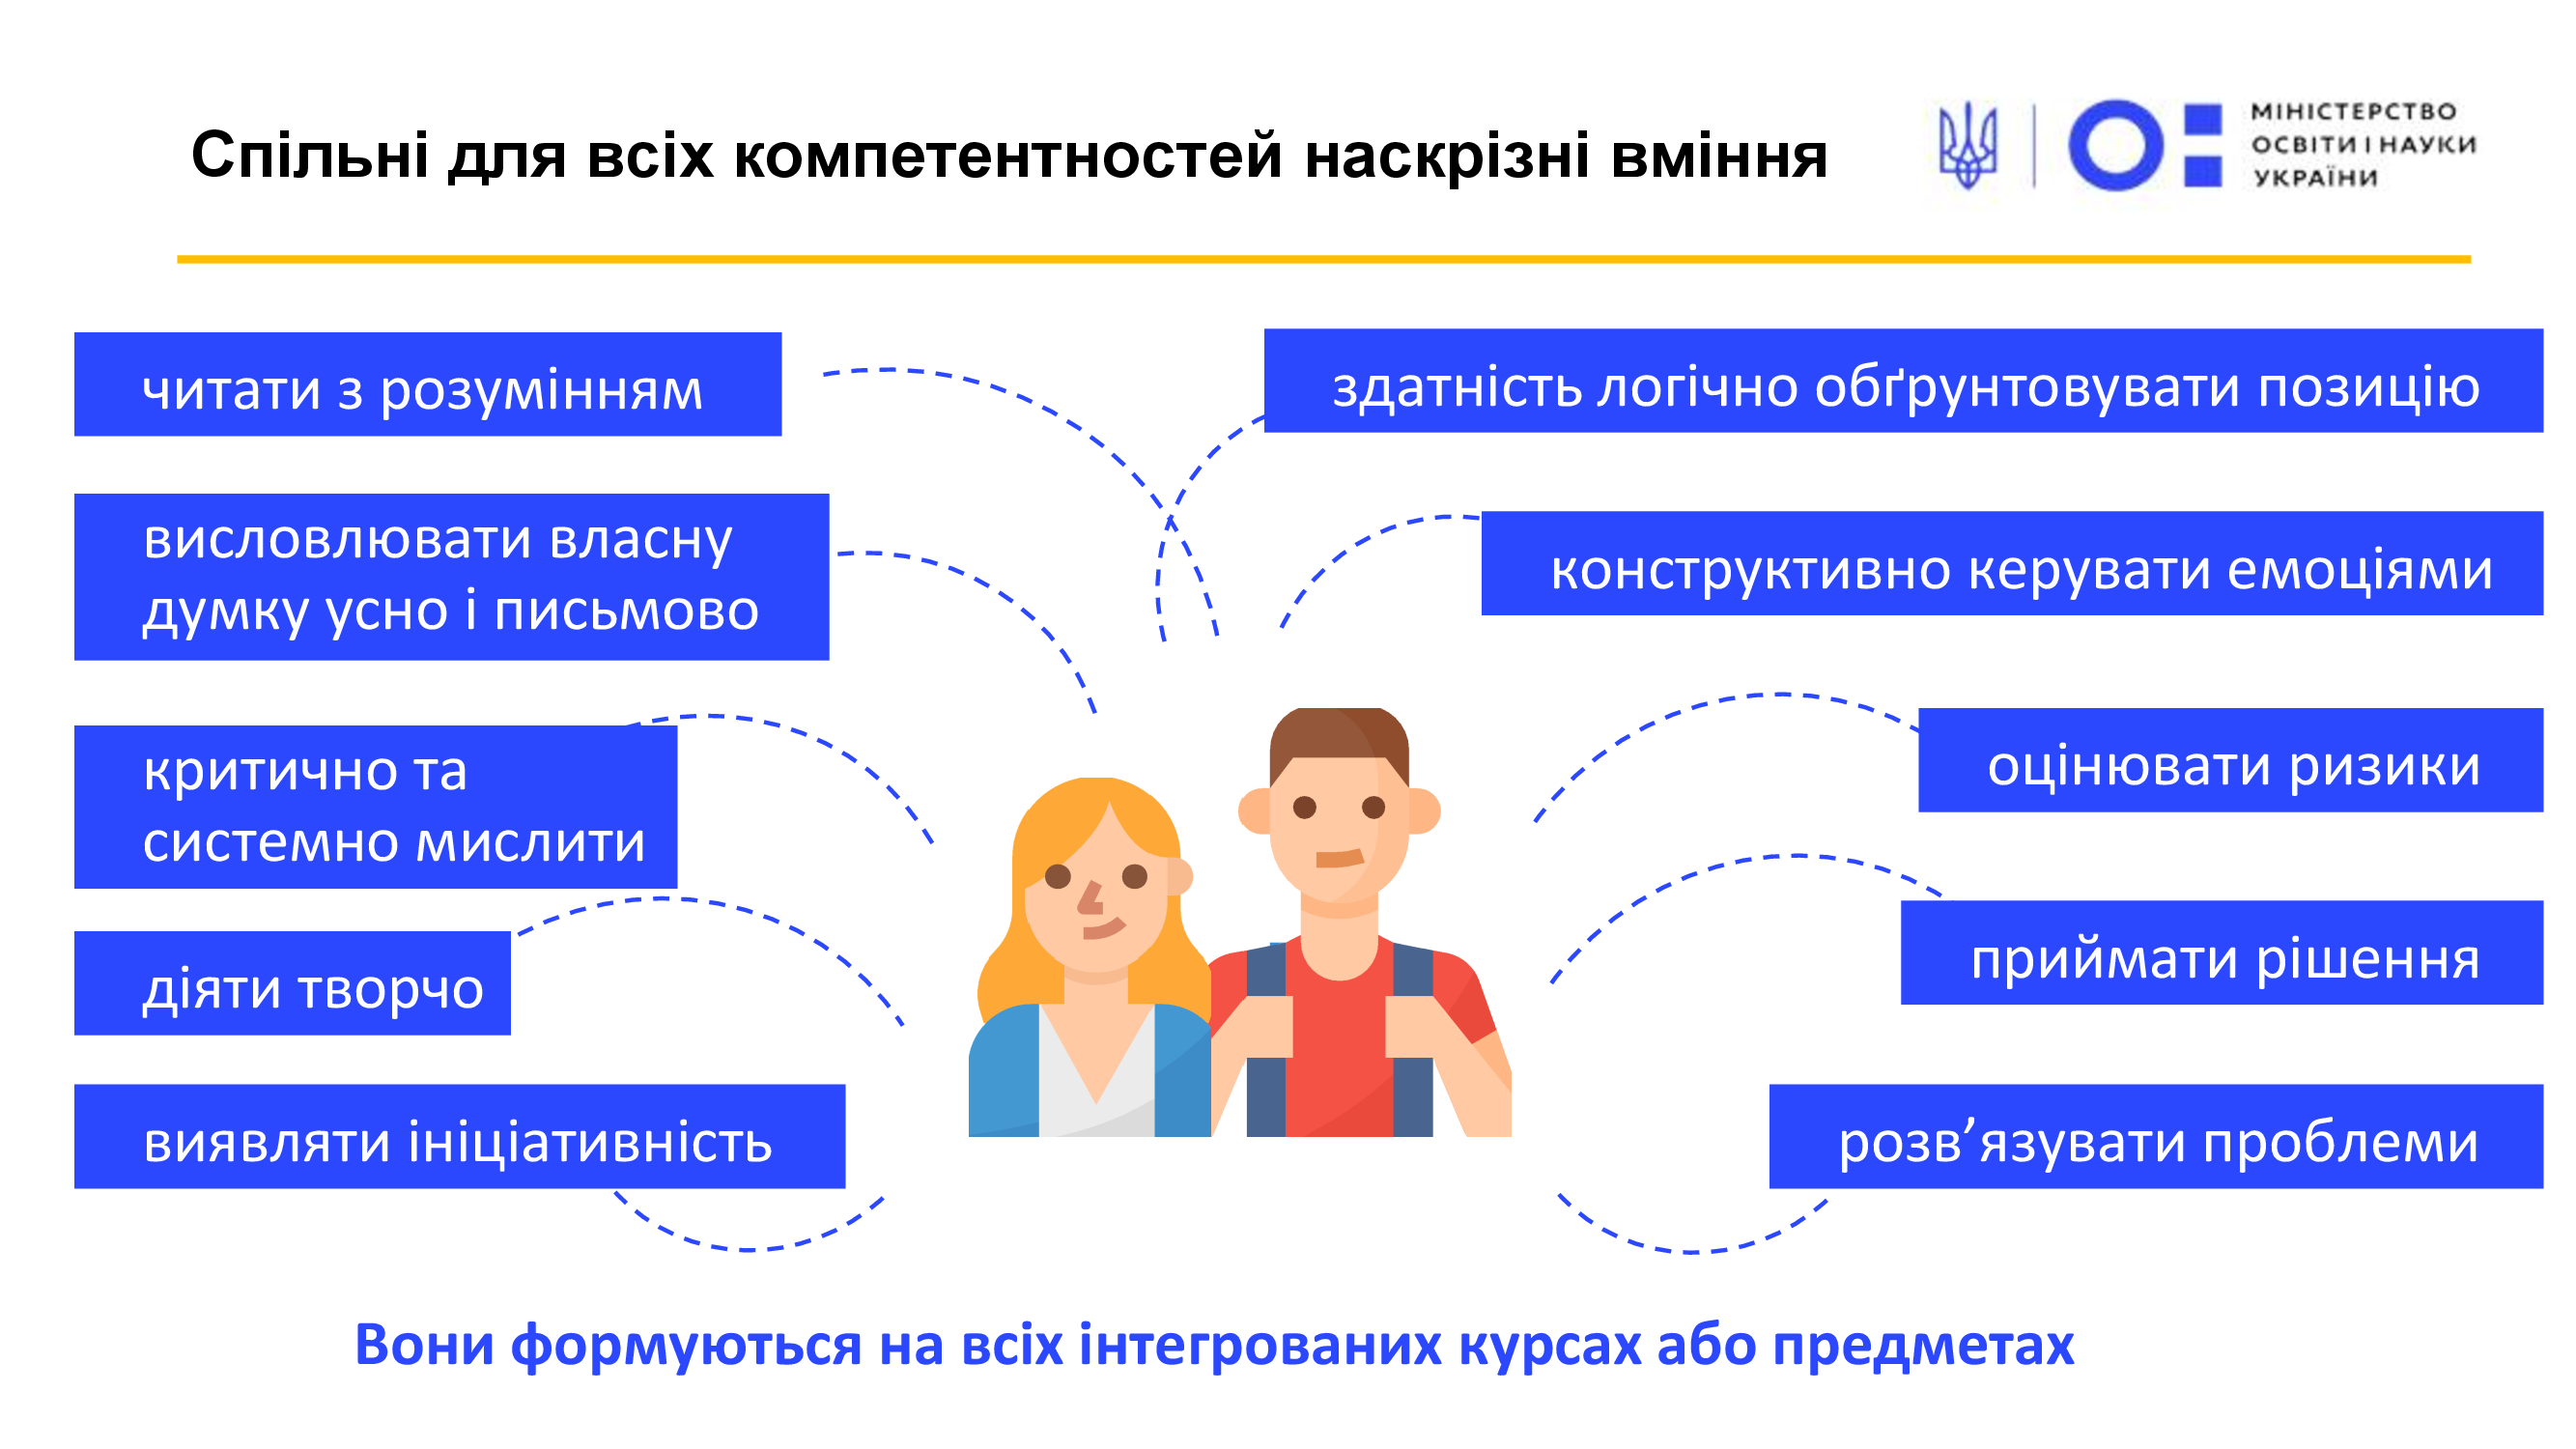 Спільні для всіх компетентностей наскрізні вміння
МІНІСТЕРСТВО
ОСВІТИ І НАУКИ
УКРАЇНИ
читати з розумінням
висловлювати власну
думку усно і письмово
критично та
системно мислити
діяти творчо
виявляти ініціативність
здатність логічно обґрунтовувати позицію
конструктивно керувати емоціями
оцінювати ризики
приймати рішення
розв’язувати проблеми
Вони формуються на всіх інтегрованих курсах або предметах